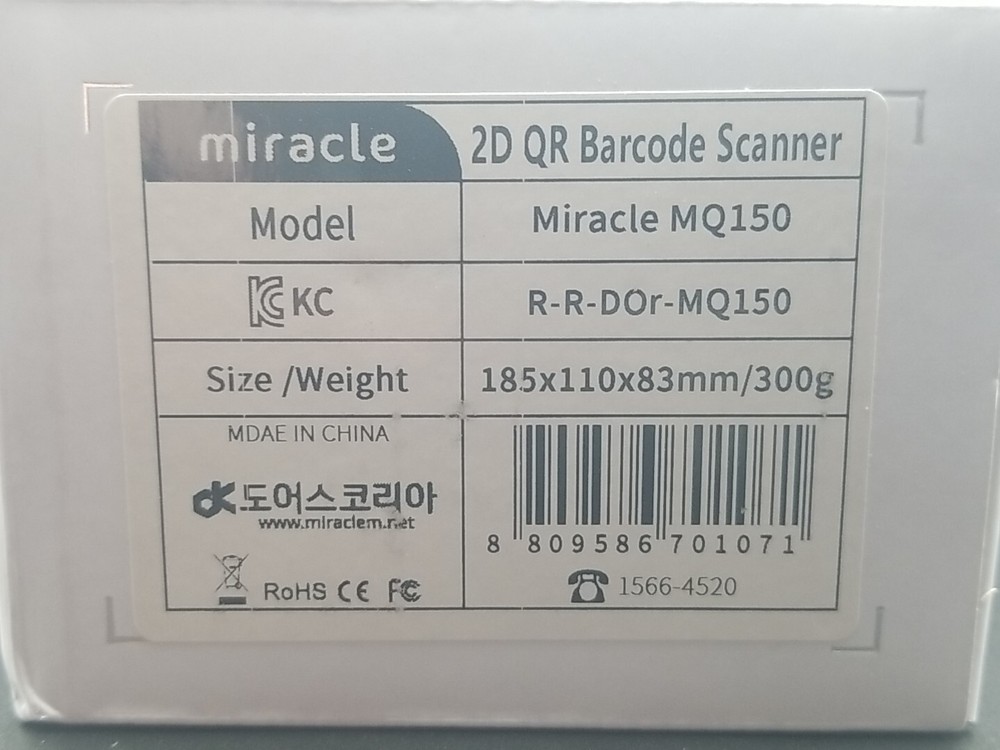 miracle 2D QR Barcode Scanner
Model Miracle MQ150
KC R-R-DOr-MQ150
Size /Weight 185x110x83mm/300g
MDAE IN CHINA
도어스코리아
www.miraclem.net
8 809586 701071
RoHS CE FC
1566-4520